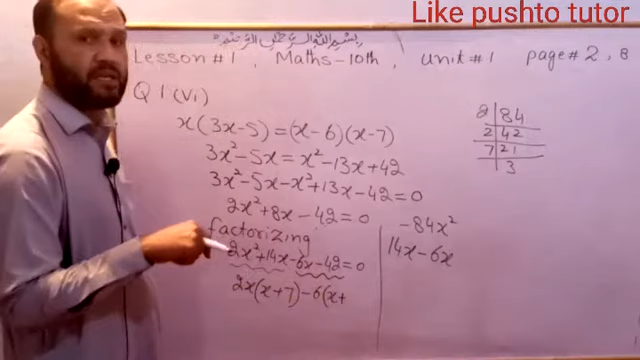 Like pushto tutor
بسم الله الرحمن الرحيم
Lesson #1, Maths-10th, unit #1 page # 2, 8
Q1(vi)
x(3x-5)=(x-6)(x-7)
3x²-5x=x²-13x+42
3x²-5x-x²+13x-42=0
2x²+8x-42=0
factorizing
2x²+14x-6x-42=0
2x(x+7)-6(x+
2 | 84
2 | 42
7 | 21
3
-84x²
14x-6x